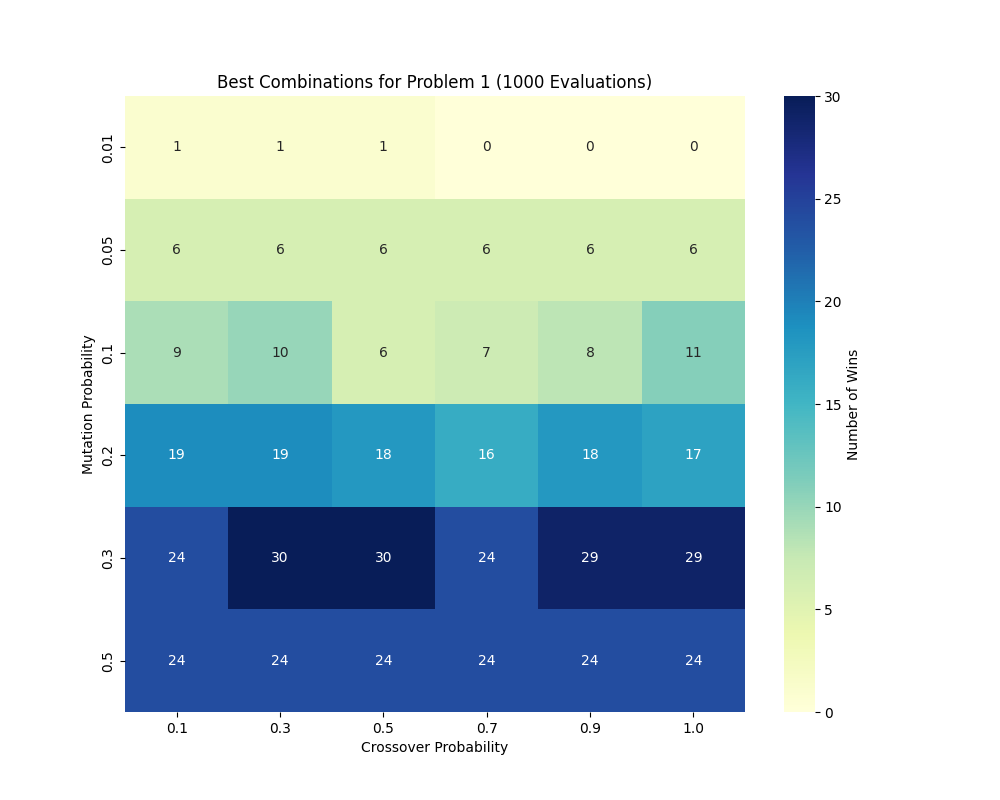 Best Combinations for Problem 1 (1000 Evaluations)
0.01 1 1 1 0 0 0
0.05 6 6 6 6 6 6
0.1 9 10 6 7 8 11
0.2 19 19 18 16 18 17
0.3 24 30 30 24 29 29
0.5 24 24 24 24 24 24
0.1 0.3 0.5 0.7 0.9 1.0
Crossover Probability
Mutation Probability
30
25
20
15
10
5
0
Number of Wins